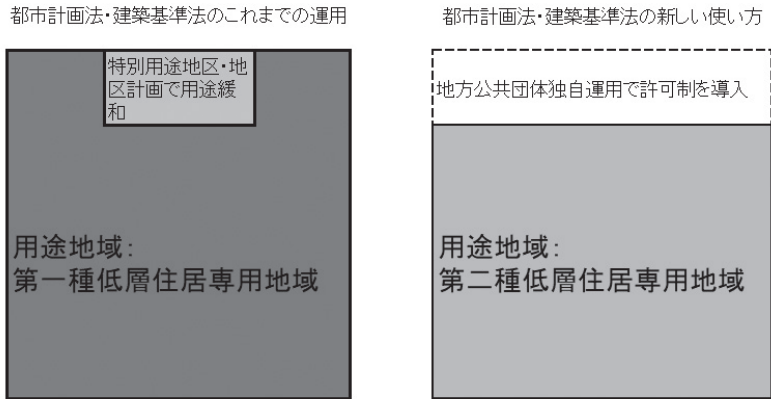 都市計画法・建築基準法のこれまでの運用
特別用途地区・地
区計画で用途緩
和
用途地域：
第一種低層住居専用地域
都市計画法・建築基準法の新しい使い方
地方公共団体独自運用で許可制を導入
用途地域：
第二種低層住居専用地域